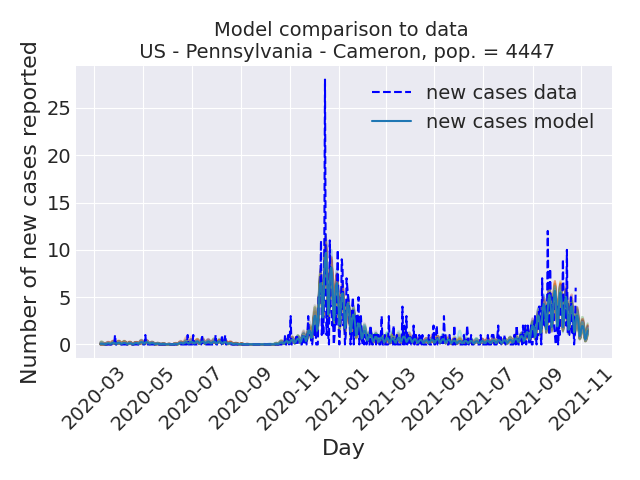 Model comparison to data
US - Pennsylvania - Cameron, pop. = 4447
Number of new cases reported
25
20
15
10
5
0
new cases data
new cases model
2020-03
2020-05
2020-07
2020-09
2020-11
2021-01
2021-03
2021-05
2021-07
2021-09
2021-11
Day